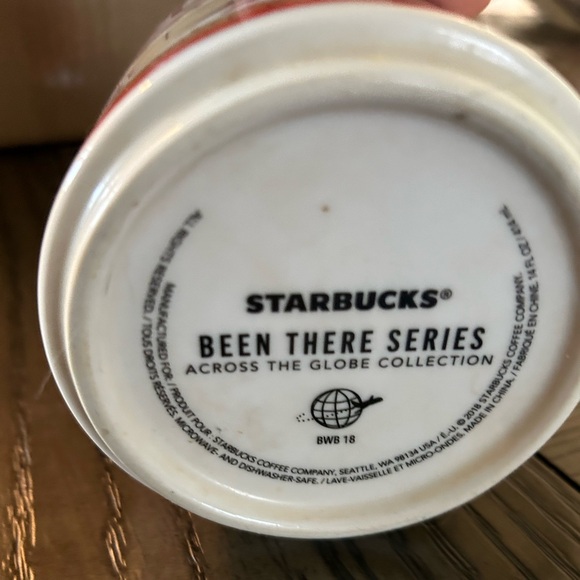 STARBUCKS®
BEEN THERE SERIES
ACROSS THE GLOBE COLLECTION
BWB 18
ALL RIGHTS RESERVED. / TOUS DROITS RÉSERVÉS. MICROWAVE- AND DISHWASHER-SAFE. / LAVE-VAISSELLE ET MICRO-ONDES. MADE IN CHINA. / FABRIQUÉ EN CHINE. 14 FL OZ / 414 mL
MANUFACTURED FOR: / PRODUIT POUR: STARBUCKS COFFEE COMPANY, SEATTLE, WA 98134 USA / E.-U. © 2018 STARBUCKS COFFEE COMPANY.